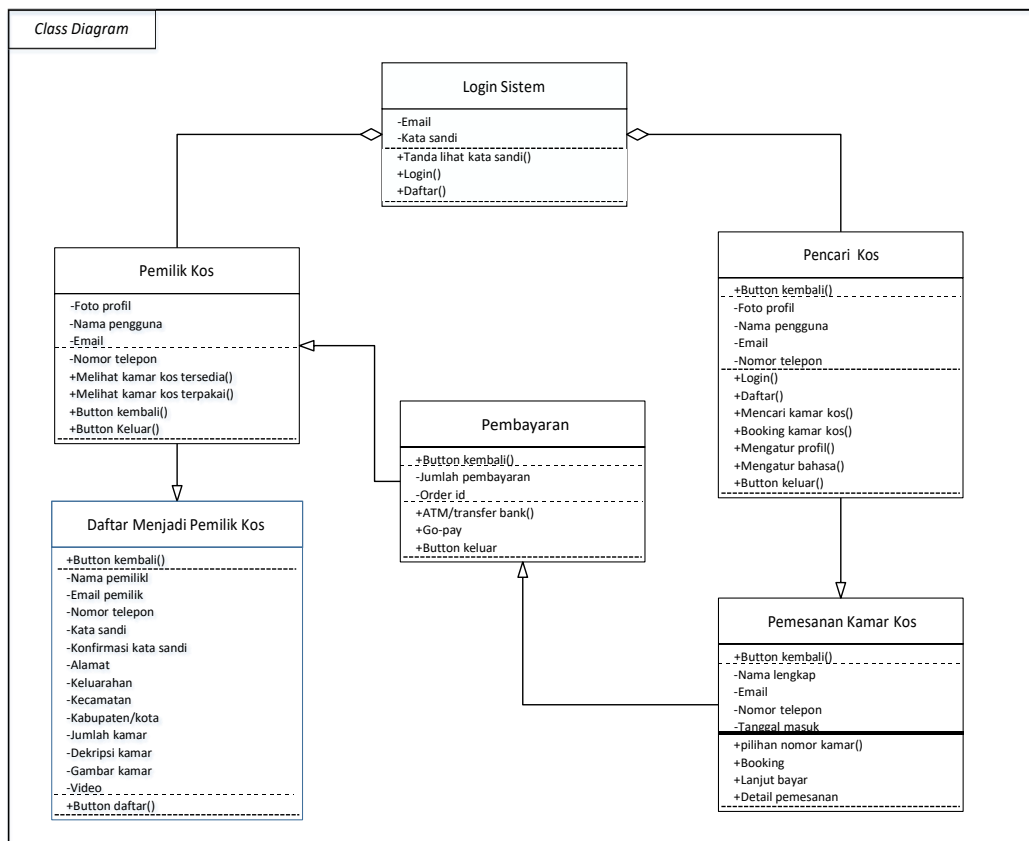 Class Diagram
Login Sistem
-Email
-Kata sandi
+Tanda lihat kata sandi()
+Login()
+Daftar()
Pemilik Kos
-Foto profil
-Nama pengguna
-Email
-Nomor telepon
+Melihat kamar kos tersedia()
+Melihat kamar kos terpakai()
+Button kembali()
+Button Keluar()
Pencari Kos
+Button kembali()
-Foto profil
-Nama pengguna
-Email
-Nomor telepon
+Login()
+Daftar()
+Mencari kamar kos()
+Booking kamar kos()
+Mengatur profil()
+Mengatur bahasa()
+Button keluar()
Pembayaran
+Button kembali()
-Jumlah pembayaran
-Order id
+ATM/transfer bank()
+Go-pay
+Button keluar
Daftar Menjadi Pemilik Kos
+Button kembali()
-Nama pemilikl
-Email pemilik
-Nomor telepon
-Kata sandi
-Konfirmasi kata sandi
-Alamat
-Keluarahan
-Kecamatan
-Kabupaten/kota
-Jumlah kamar
-Dekripsi kamar
-Gambar kamar
-Video
+Button daftar()
Pemesanan Kamar Kos
+Button kembali()
-Nama lengkap
-Email
-Nomor telepon
-Tanggal masuk
+pilihan nomor kamar()
+Booking
+Lanjut bayar
+Detail pemesanan